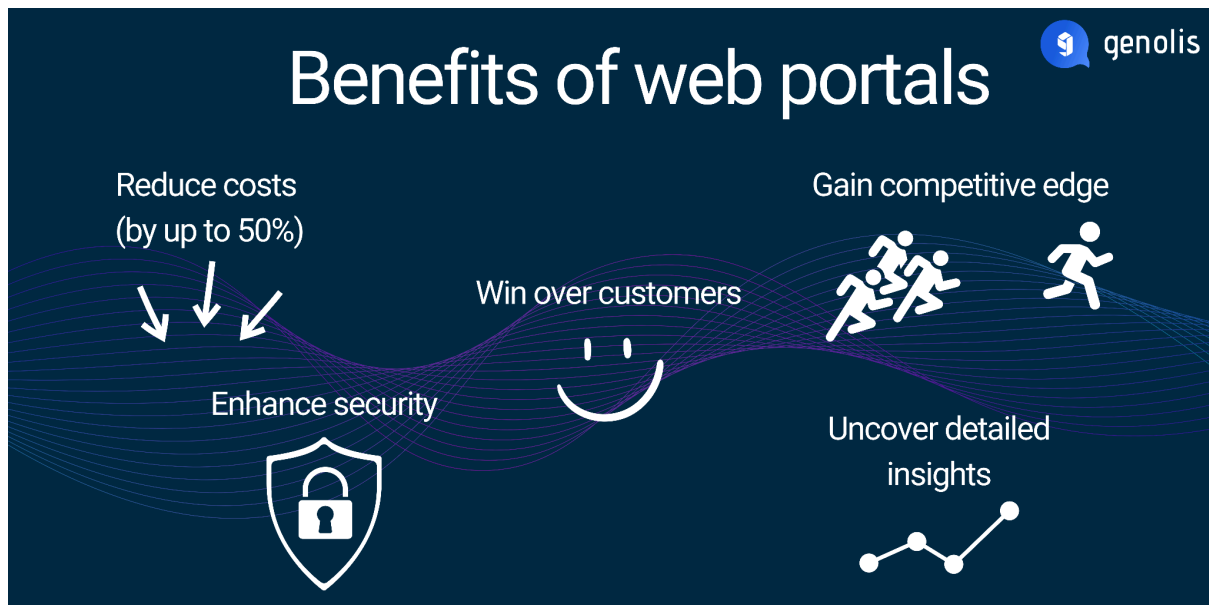 genolis
Benefits of web portals
Reduce costs
(by up to 50%)
Gain competitive edge
Win over customers
Enhance security
Uncover detailed
insights